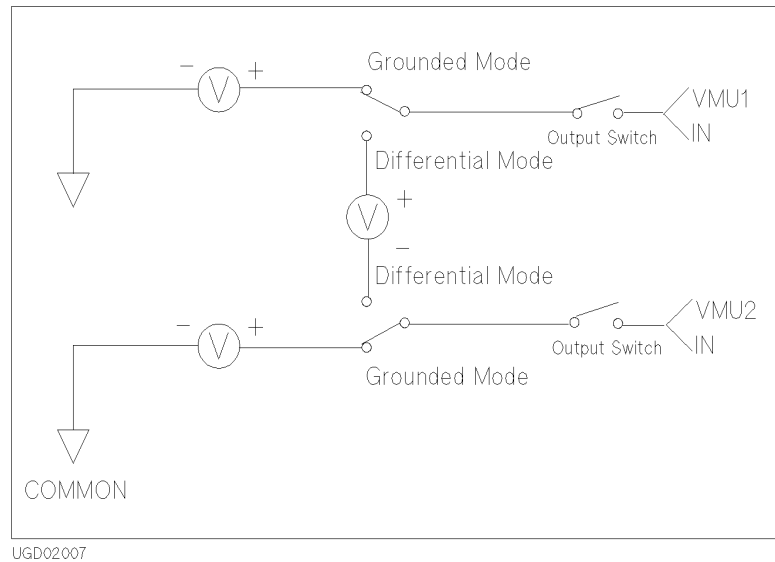 - + Grounded Mode
V
VMU1
IN
Output Switch
Differential Mode
V +
-
Differential Mode
VMU2
- +
V
IN
Output Switch
Grounded Mode
COMMON
UGD02007